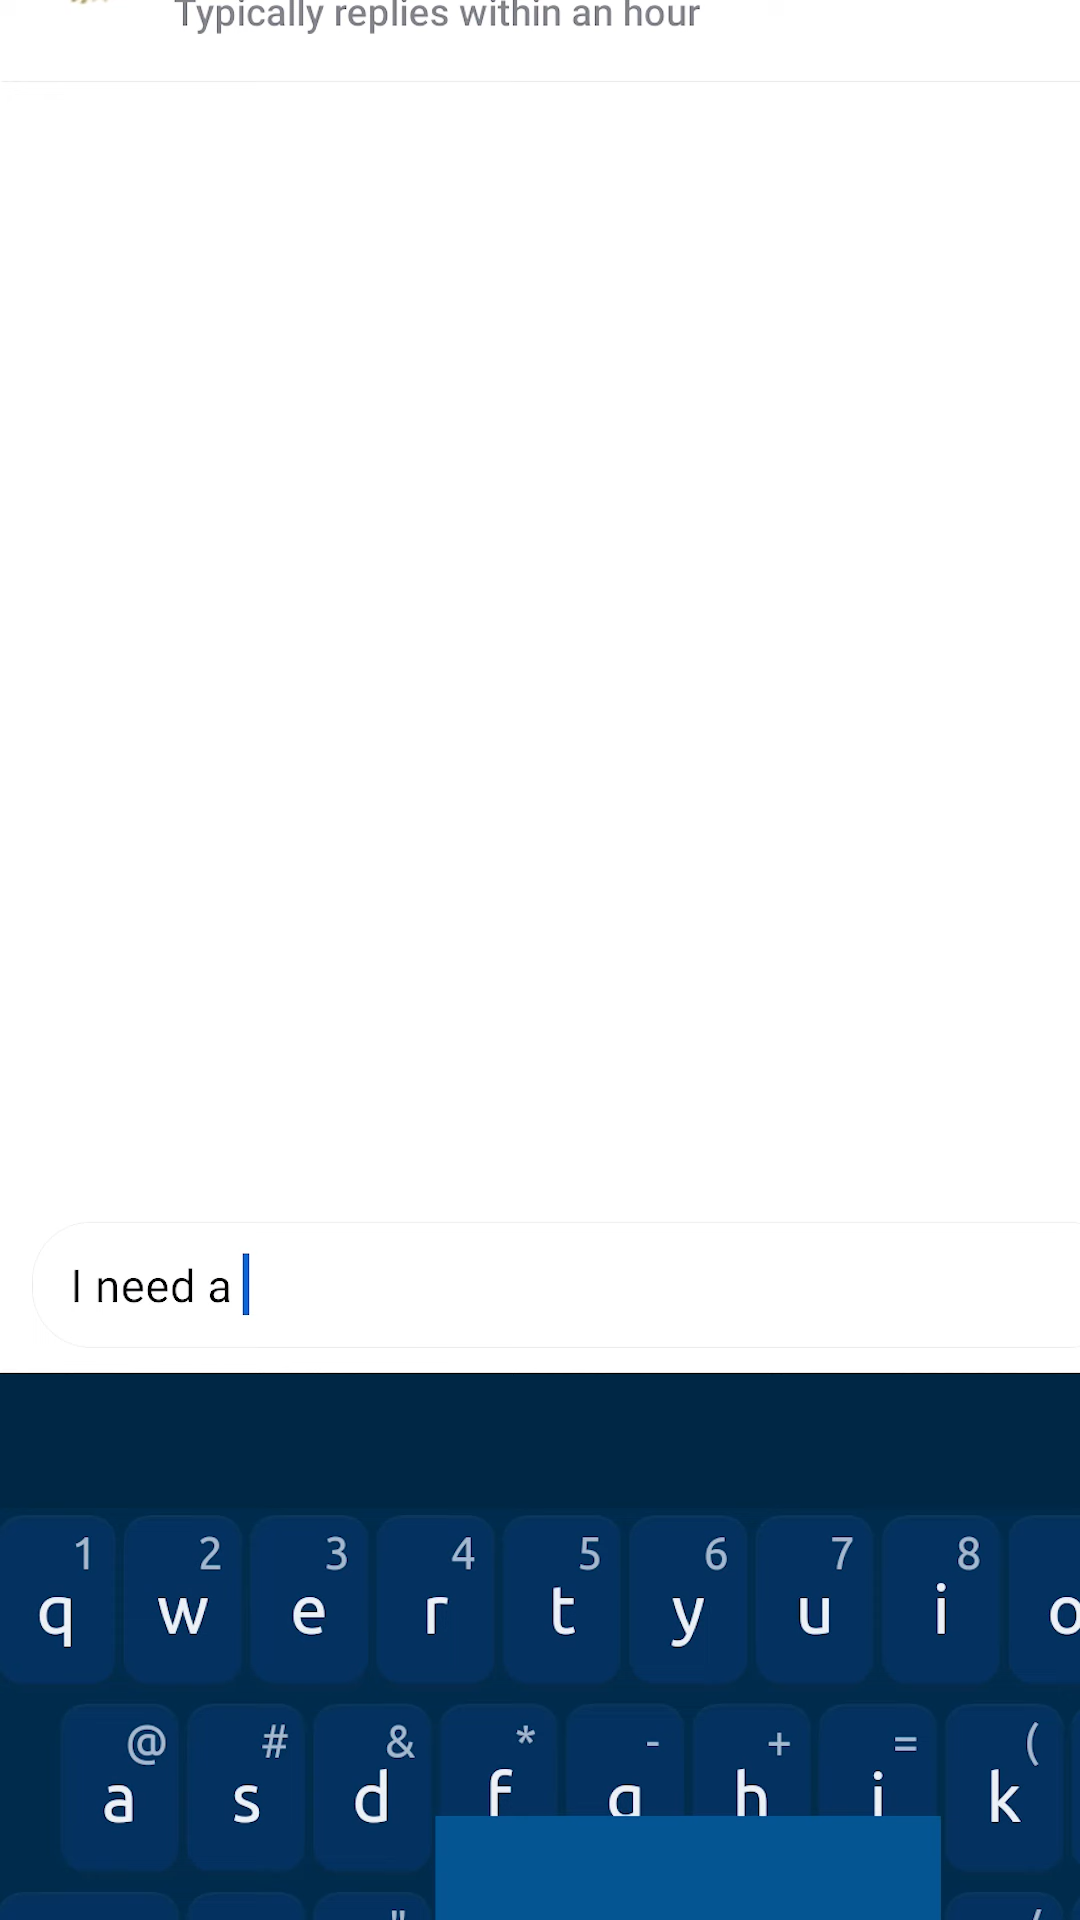 Typically replies within an hour
I need a
1 2 3 4 5 6 7 8
q w e r t y u i o
@ # & * - + = (
a s d f g h j k
" /